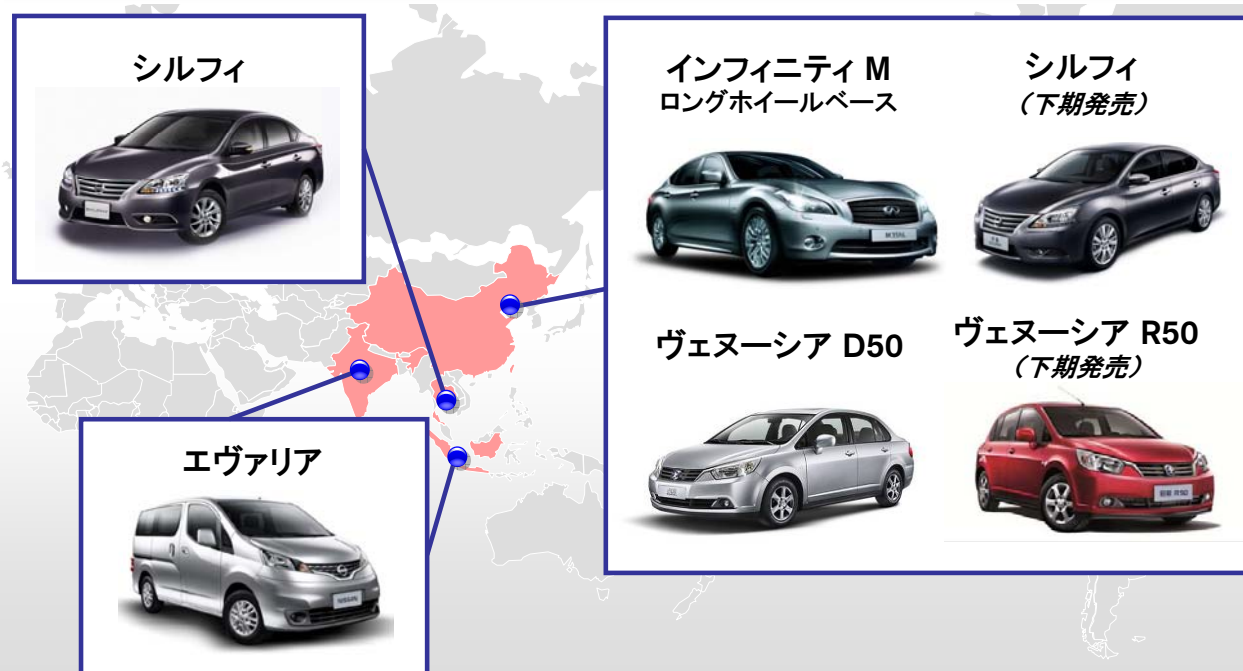 シルフィ
インフィニティ M
ロングホイールベース
シルフィ
(下期発売)
ヴェヌーシア D50
ヴェヌーシア R50
(下期発売)
エヴァリア
NISSAN